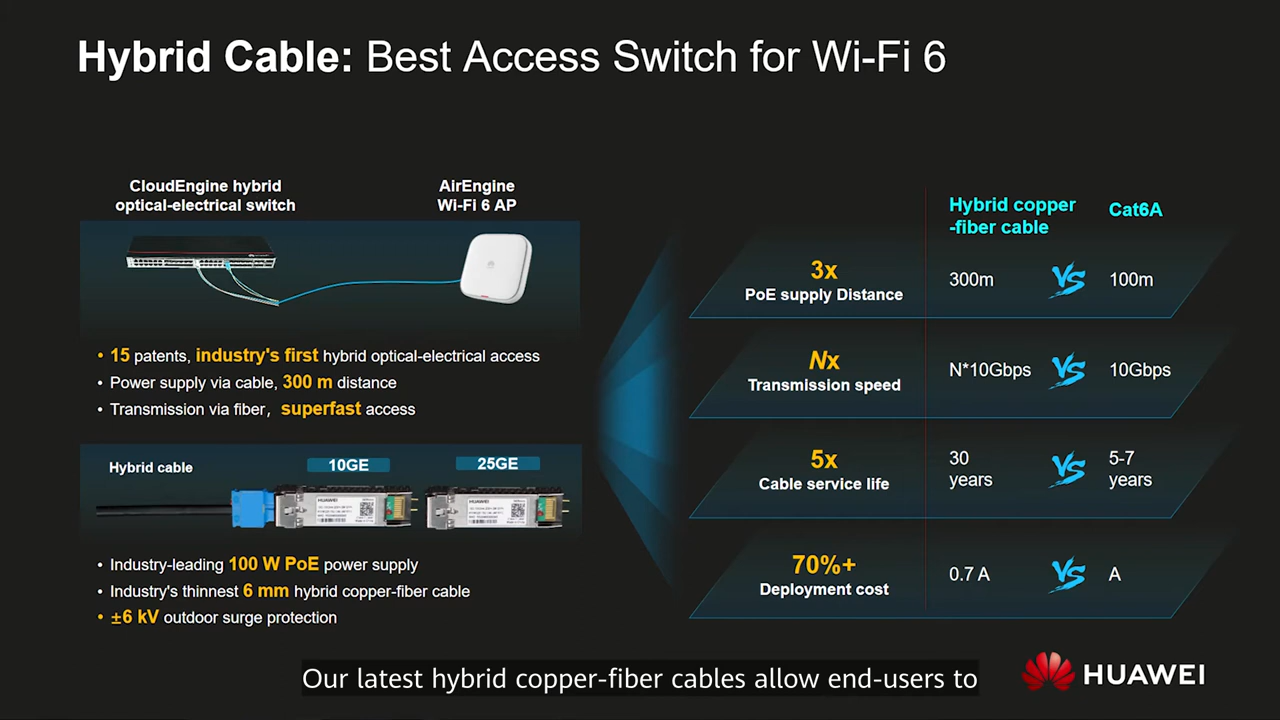 Hybrid Cable: Best Access Switch for Wi-Fi 6
CloudEngine hybrid
optical-electrical switch
AirEngine
Wi-Fi 6 AP
• 15 patents, industry's first hybrid optical-electrical access
• Power supply via cable, 300 m distance
• Transmission via fiber，superfast access
Hybrid cable
10GE
25GE
HUAWEI
HUAWEI
• Industry-leading 100 W PoE power supply
• Industry's thinnest 6 mm hybrid copper-fiber cable
• ±6 kV outdoor surge protection
Hybrid copper
-fiber cable
Cat6A
3x
PoE supply Distance
300m
VS
100m
Nx
Transmission speed
N*10Gbps
VS
10Gbps
5x
Cable service life
30
years
VS
5-7
years
70%+
Deployment cost
0.7 A
VS
A
Our latest hybrid copper-fiber cables allow end-users to
HUAWEI